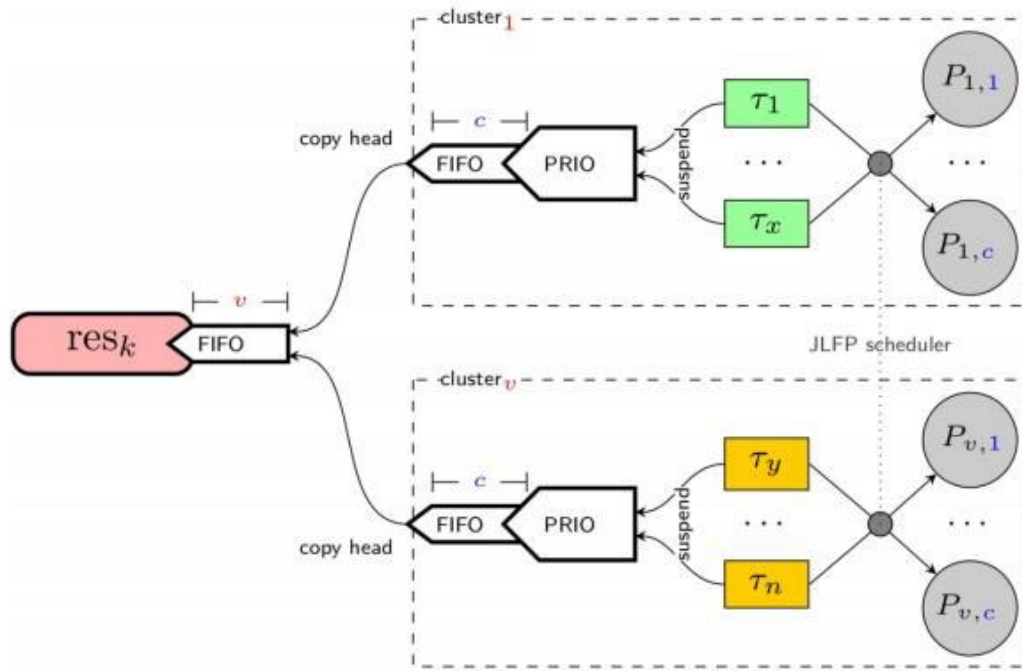 cluster1
P1,1
τ1
c
copy head
FIFO
PRIO
suspend
...
...
τx
P1,c
v
resk
FIFO
JLFP scheduler
clusterv
Pv,1
τy
c
FIFO
PRIO
suspend
...
...
copy head
τn
Pv,c